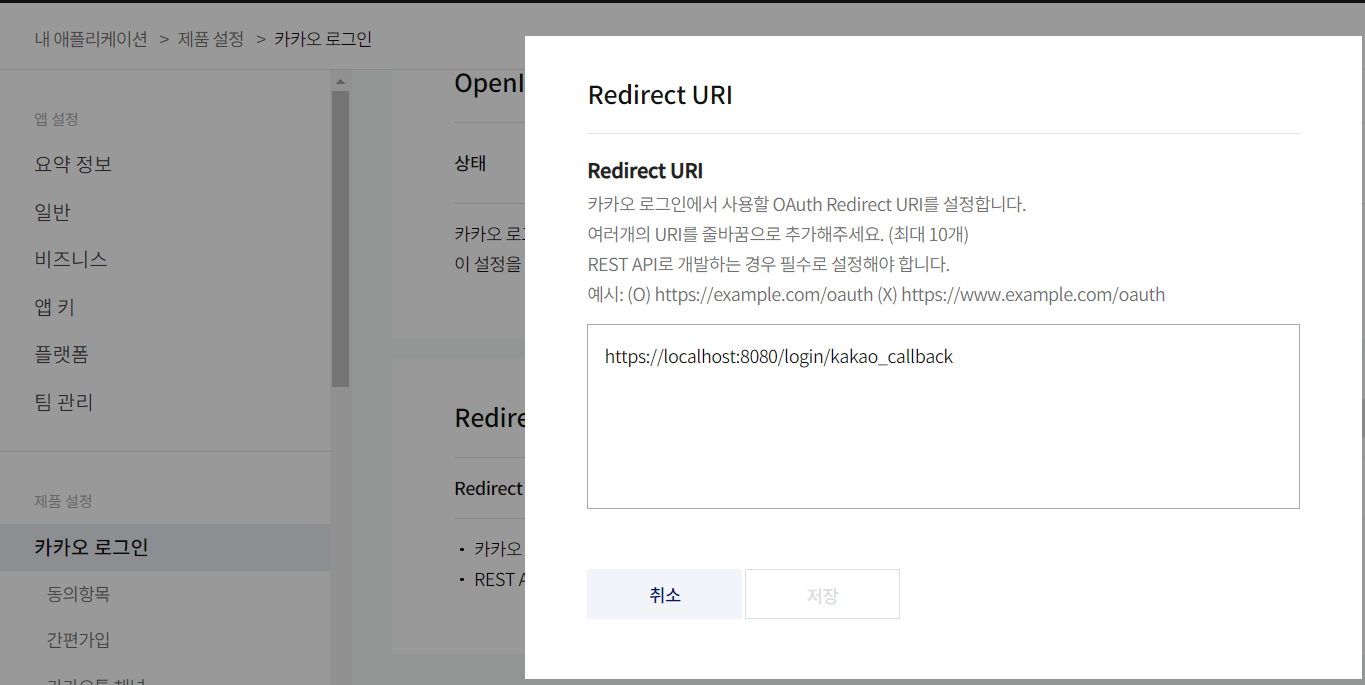 내 애플리케이션 > 제품 설정 > 카카오 로그인
앱 설정
요약 정보
일반
비즈니스
앱 키
플랫폼
팀 관리
제품 설정
카카오 로그인
동의항목
간편가입
OpenI
상태
카카오 로
이 설정을
Redire
Redirect
• 카카오
• REST A
Redirect URI
Redirect URI
카카오 로그인에서 사용할 OAuth Redirect URI를 설정합니다.
여러개의 URI를 줄바꿈으로 추가해주세요. (최대 10개)
REST API로 개발하는 경우 필수로 설정해야 합니다.
예시: (O) https://example.com/oauth (X) https://www.example.com/oauth
https://localhost:8080/login/kakao_callback
취소
저장